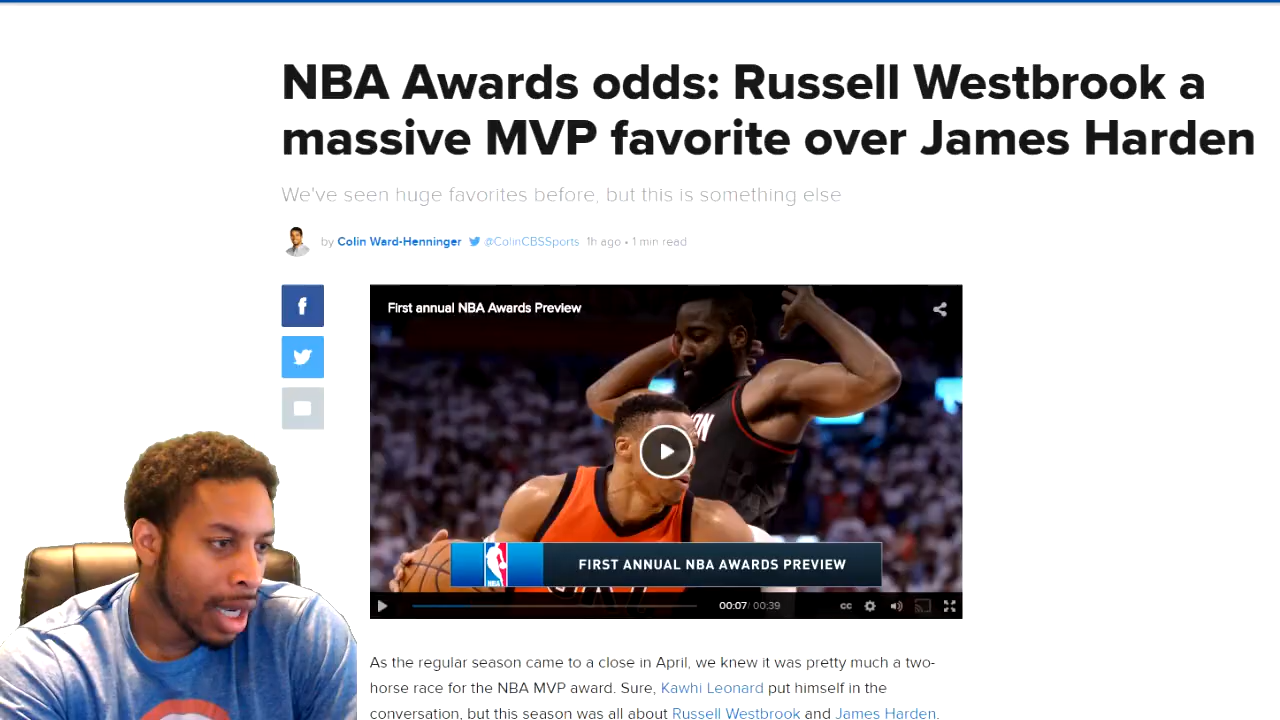 NBA Awards odds: Russell Westbrook a
massive MVP favorite over James Harden
We've seen huge favorites before, but this is something else
by Colin Ward-Henninger @ColinCBSSports 1h ago • 1 min read
First annual NBA Awards Preview
FIRST ANNUAL NBA AWARDS PREVIEW
00:07 / 00:39
CC
As the regular season came to a close in April, we knew it was pretty much a two-
horse race for the NBA MVP award. Sure, Kawhi Leonard put himself in the
conversation, but this season was all about Russell Westbrook and James Harden.